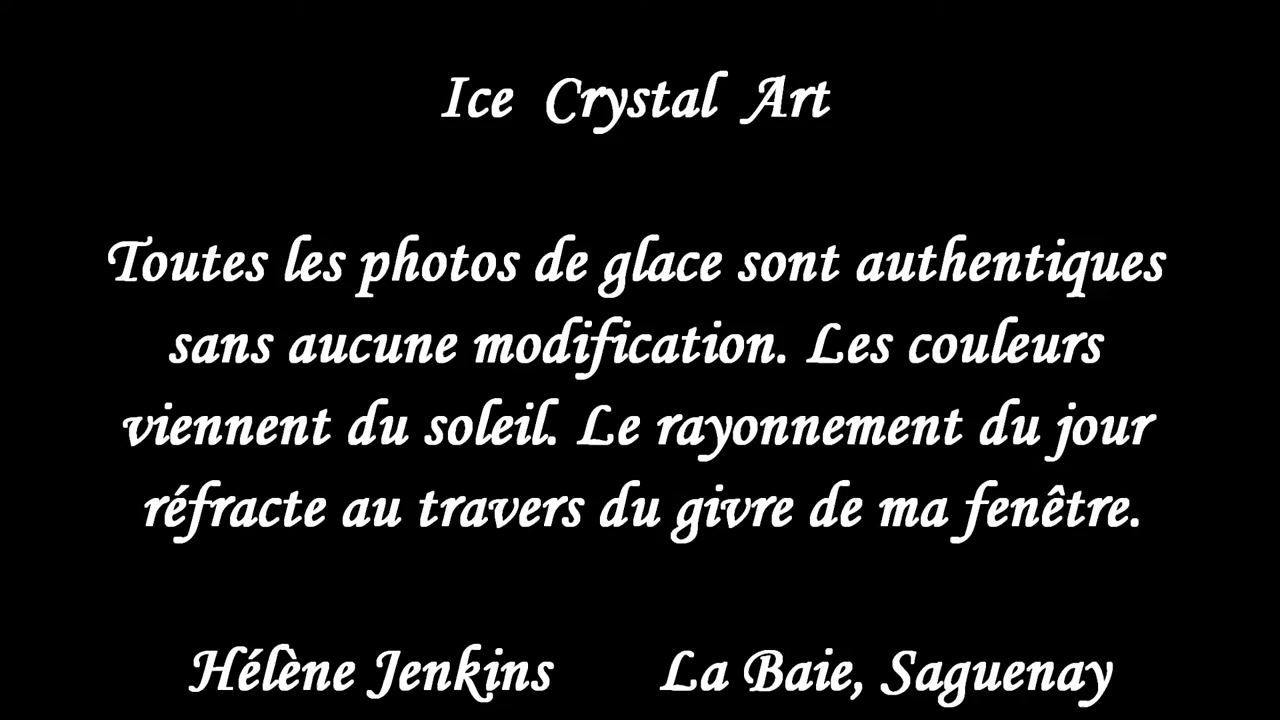 Ice Crystal Art
Toutes les photos de glace sont authentiques
sans aucune modification. Les couleurs
viennent du soleil. Le rayonnement du jour
réfracte au travers du givre de ma fenêtre.
Hélène Jenkins La Baie, Saguenay